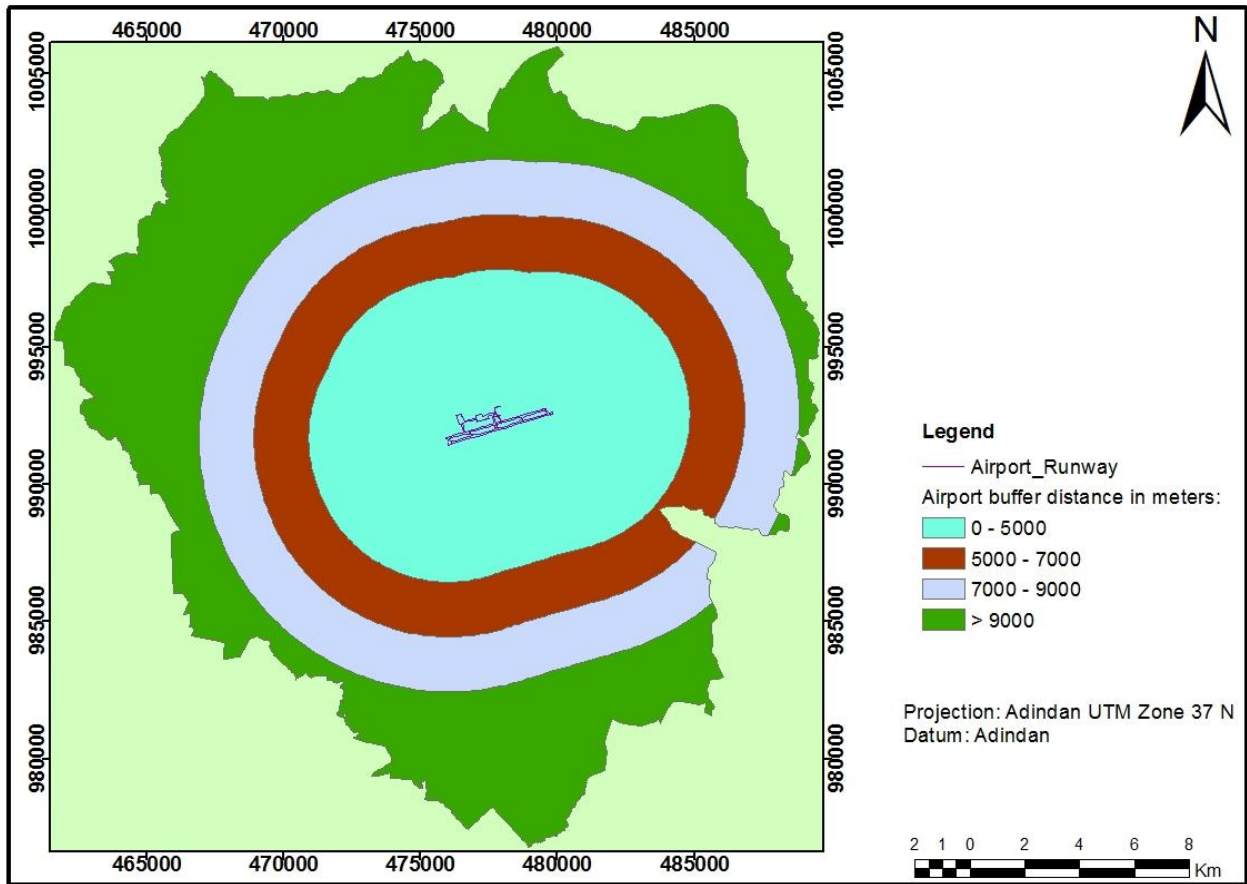 465000 470000 475000 480000 485000
N
1005000 1005000
1000000 1000000
995000 995000
990000 990000
985000 985000
980000 980000
465000 470000 475000 480000 485000
Legend
Airport_Runway
Airport buffer distance in meters:
0 - 5000
5000 - 7000
7000 - 9000
> 9000
Projection: Adindan UTM Zone 37 N
Datum: Adindan
2 1 0 2 4 6 8
Km